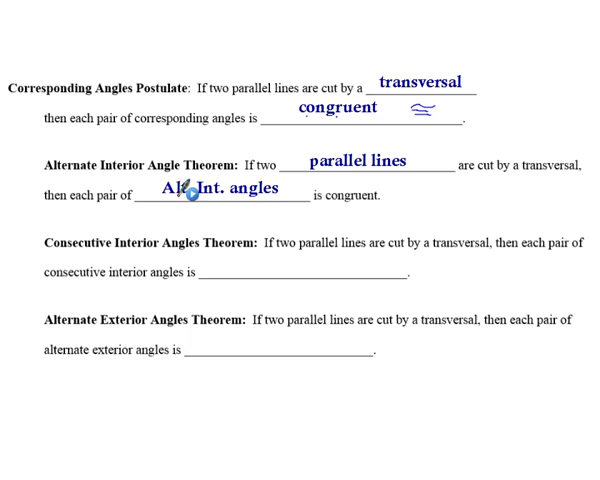 Corresponding Angles Postulate: If two parallel lines are cut by a transversal
then each pair of corresponding angles is congruent ≅.
Alternate Interior Angle Theorem: If two parallel lines are cut by a transversal,
then each pair of Alt. Int. angles is congruent.
Consecutive Interior Angles Theorem: If two parallel lines are cut by a transversal, then each pair of
consecutive interior angles is ______________________________.
Alternate Exterior Angles Theorem: If two parallel lines are cut by a transversal, then each pair of
alternate exterior angles is ___________________________.